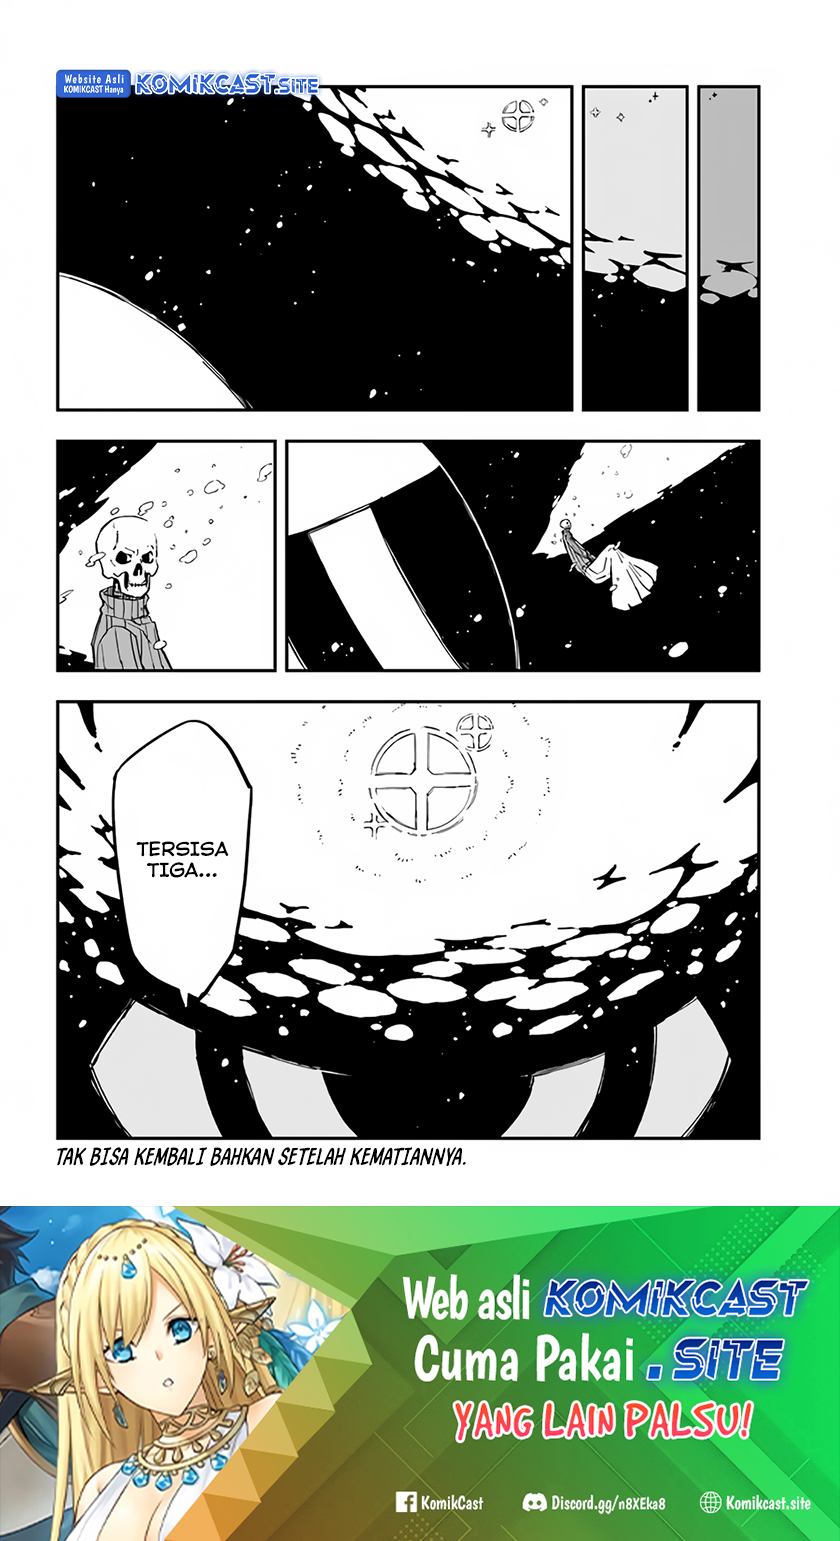 Website Asli
KOMIKCAST Hanya
KOMIKCAST.SITE
TERSISA
TIGA...
TAK BISA KEMBALI BAHKAN SETELAH KEMATIANNYA.
Web asli KOMIKCAST
Cuma Pakai .SITE
YANG LAIN PALSU!
KomikCast
Discord.gg/n8XEka8
Komikcast.site